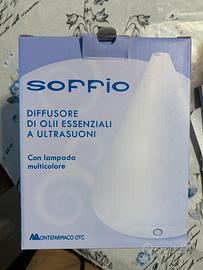 SOFFIO
DIFFUSORE
DI OLII ESSENZIALI
A ULTRASUONI
Con lampada
multicolore
MONTEFARMACO OTC